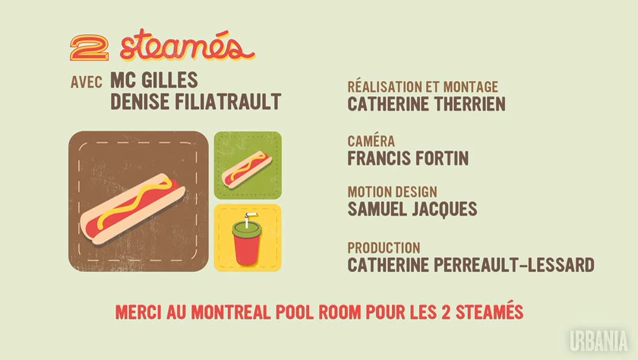 2 steamés
AVEC MC GILLES
DENISE FILIATRAULT
RÉALISATION ET MONTAGE
CATHERINE THERRIEN
CAMÉRA
FRANCIS FORTIN
MOTION DESIGN
SAMUEL JACQUES
PRODUCTION
CATHERINE PERREAULT-LESSARD
MERCI AU MONTREAL POOL ROOM POUR LES 2 STEAMÉS
URBANIA